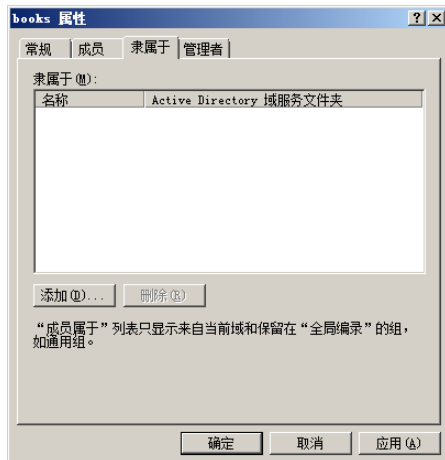 books 属性
常规 成员 隶属于 管理者
隶属于(M):
名称 Active Directory 域服务文件夹
添加(D)... 删除(R)
“成员属于”列表只显示来自当前域和保留在“全局编录”的组，
如通用组。
确定 取消 应用(A)